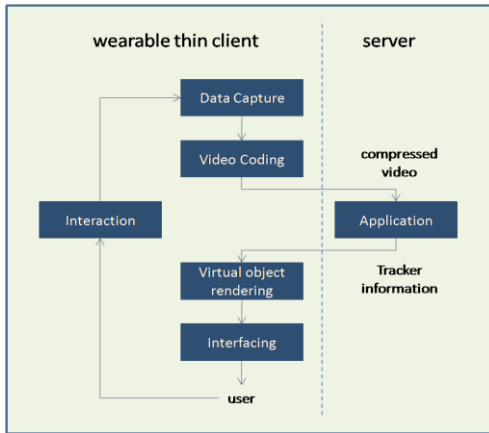 wearable thin client
server
Data Capture
Video Coding
compressed
video
Interaction
Application
Virtual object
rendering
Tracker
information
Interfacing
user